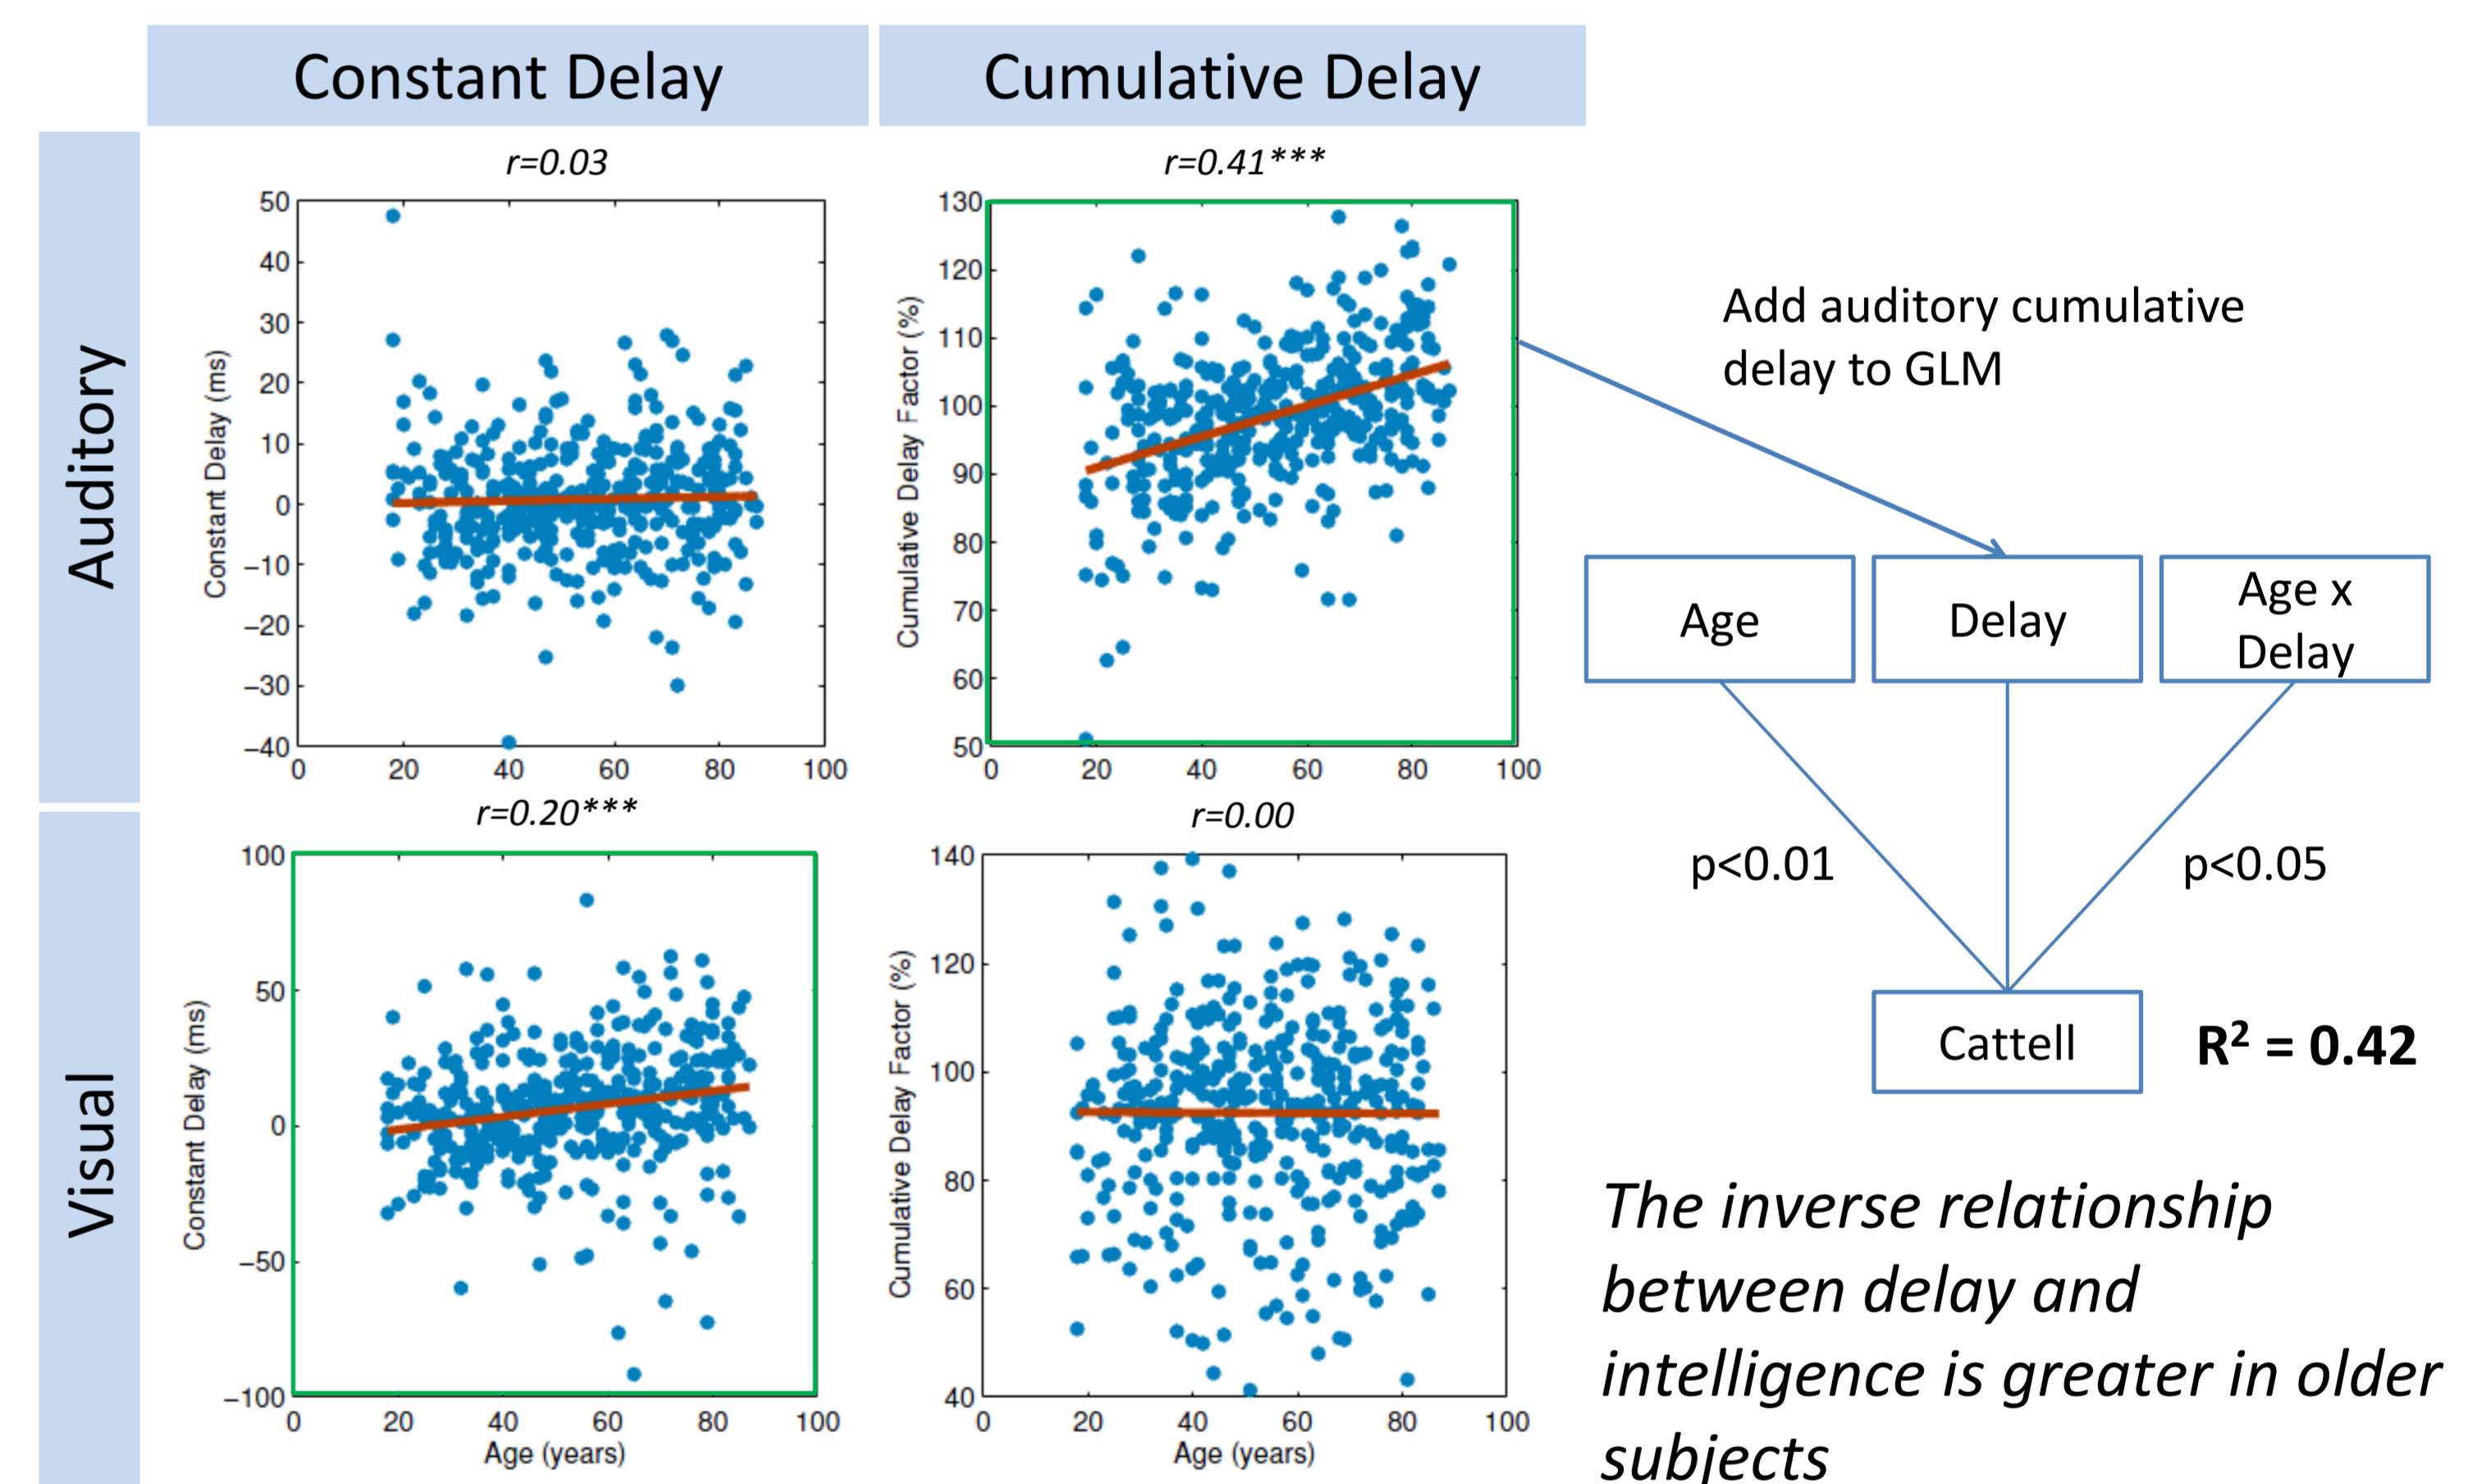 Constant Delay
Cumulative Delay
Auditory
r=0.03
50
40
30
20
10
0
−10
−20
−30
−40
Constant Delay (ms)
0 20 40 60 80 100
r=0.41***
130
120
110
100
90
80
70
60
50
Cumulative Delay Factor (%)
0 20 40 60 80 100
Visual
r=0.20***
100
50
0
−50
−100
Constant Delay (ms)
0 20 40 60 80 100
Age (years)
r=0.00
140
120
100
80
60
40
Cumulative Delay Factor (%)
0 20 40 60 80 100
Age (years)
Add auditory cumulative
delay to GLM
Age
Delay
Age x
Delay
p<0.01
p<0.05
Cattell
R² = 0.42
The inverse relationship
between delay and
intelligence is greater in older
subjects